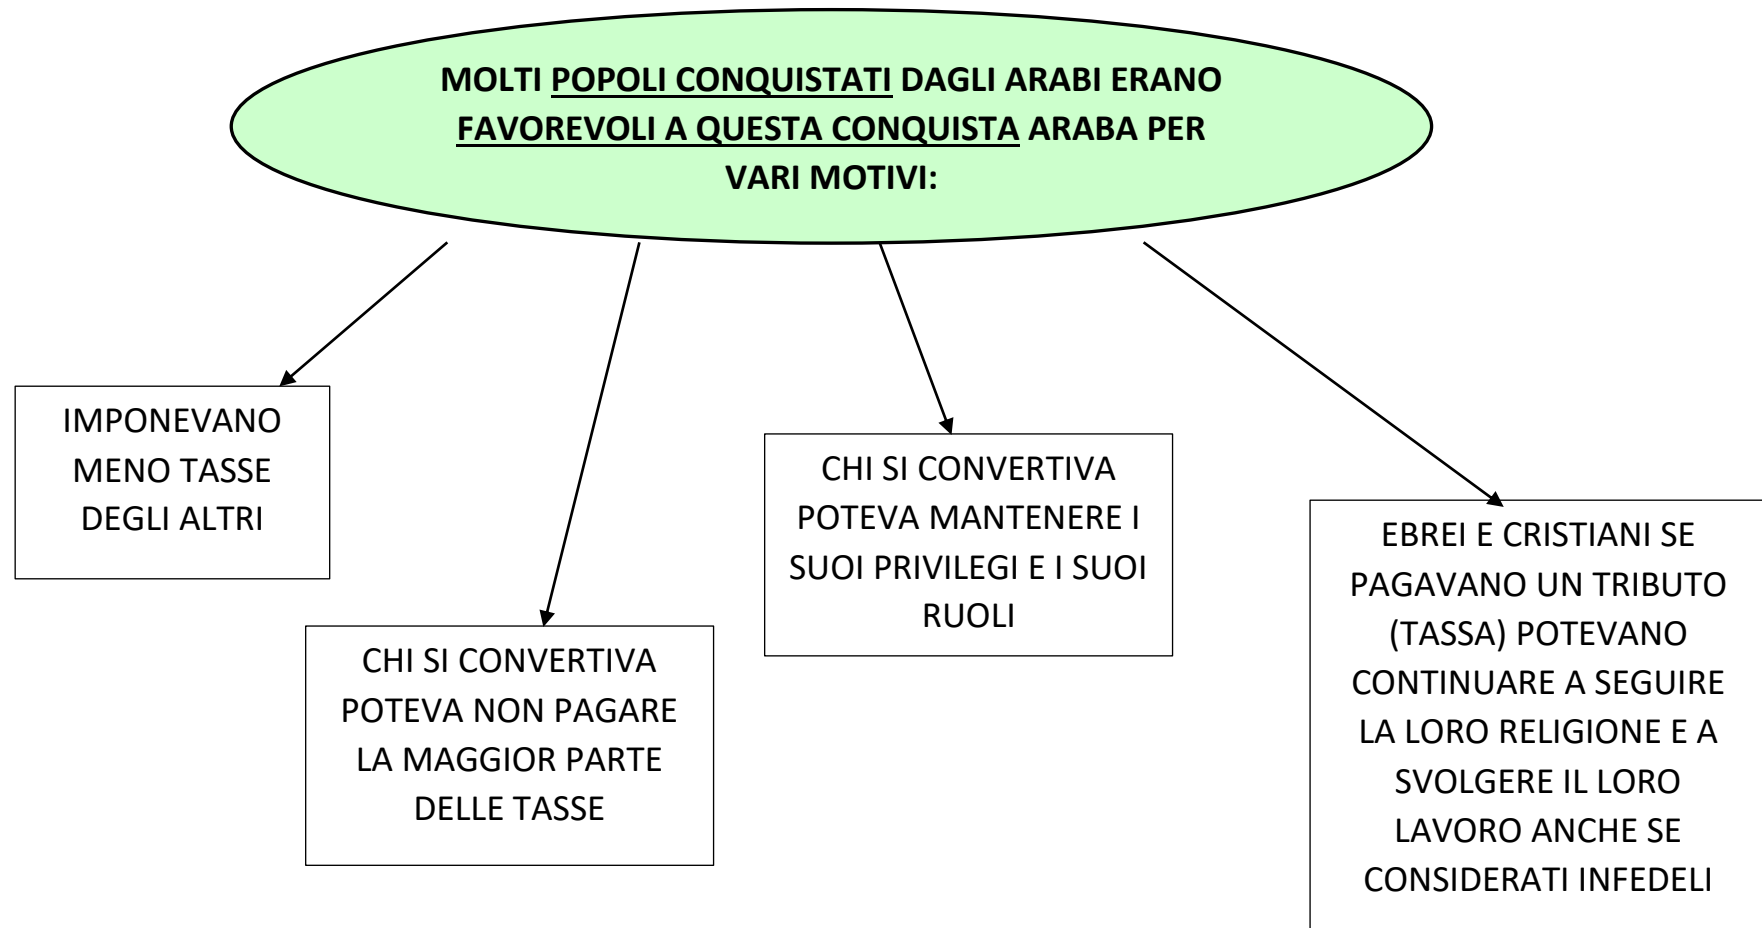 MOLTI POPOLI CONQUISTATI DAGLI ARABI ERANO
FAVOREVOLI A QUESTA CONQUISTA ARABA PER
VARI MOTIVI:
IMPONEVANO
MENO TASSE
DEGLI ALTRI
CHI SI CONVERTIVA
POTEVA NON PAGARE
LA MAGGIOR PARTE
DELLE TASSE
CHI SI CONVERTIVA
POTEVA MANTENERE I
SUOI PRIVILEGI E I SUOI
RUOLI
EBREI E CRISTIANI SE
PAGAVANO UN TRIBUTO
(TASSA) POTEVANO
CONTINUARE A SEGUIRE
LA LORO RELIGIONE E A
SVOLGERE IL LORO
LAVORO ANCHE SE
CONSIDERATI INFEDELI